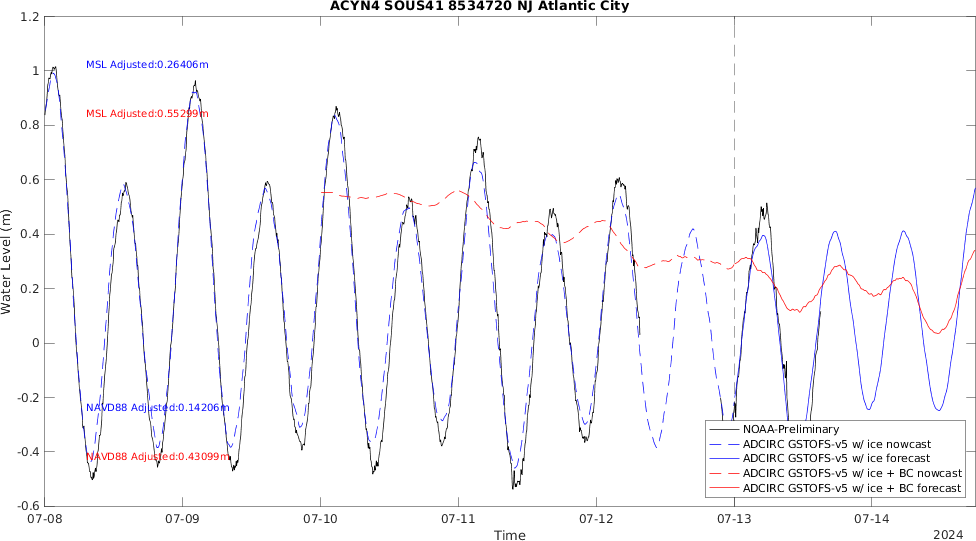 ACYN4 SOUS41 8534720 NJ Atlantic City
1.2
1
0.8
0.6
0.4
0.2
0
-0.2
-0.4
-0.6
Water Level (m)
MSL Adjusted:0.26406m
MSL Adjusted:0.55299m
NAVD88 Adjusted:0.14206m
NAVD88 Adjusted:0.43099m
NOAA-Preliminary
ADCIRC GSTOFS-v5 w/ ice nowcast
ADCIRC GSTOFS-v5 w/ ice forecast
ADCIRC GSTOFS-v5 w/ ice + BC nowcast
ADCIRC GSTOFS-v5 w/ ice + BC forecast
07-08 07-09 07-10 07-11 07-12 07-13 07-14
Time
2024